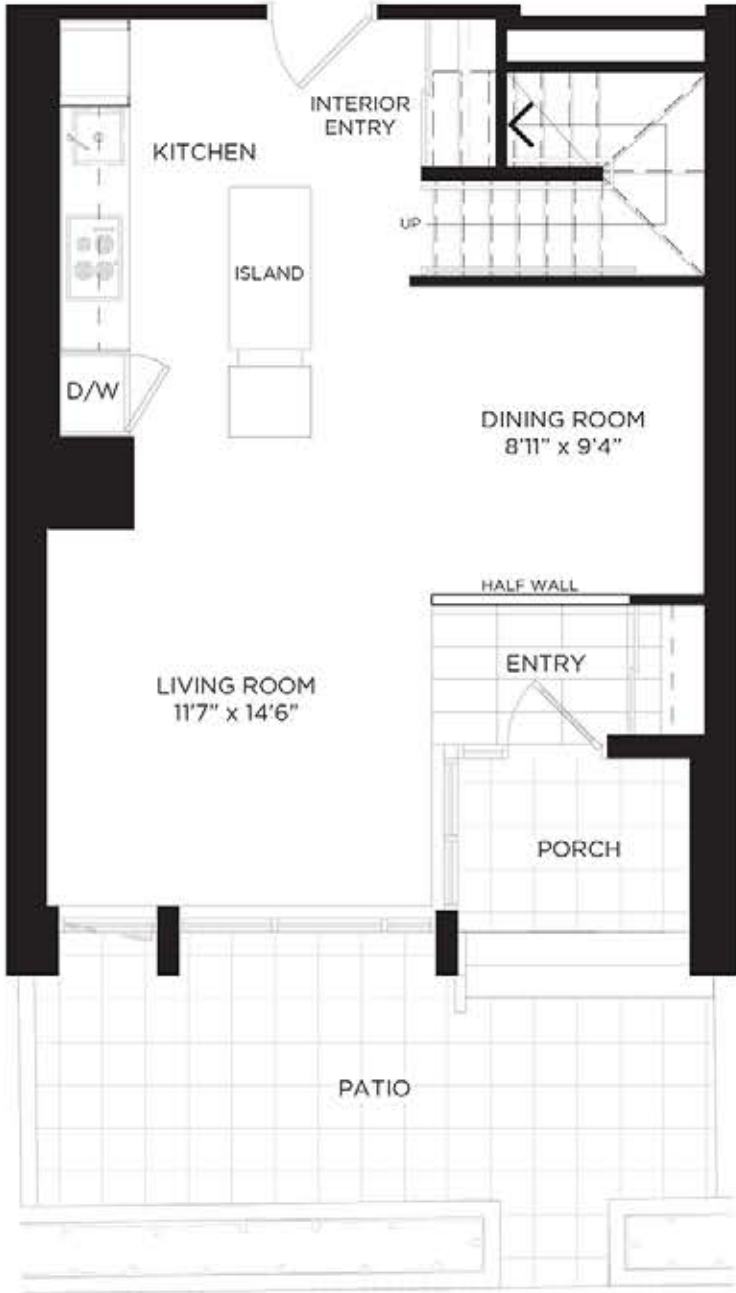 INTERIOR
ENTRY
KITCHEN
UP
ISLAND
D/W
DINING ROOM
8'11" x 9'4"
HALF WALL
ENTRY
LIVING ROOM
11'7" x 14'6"
PORCH
PATIO